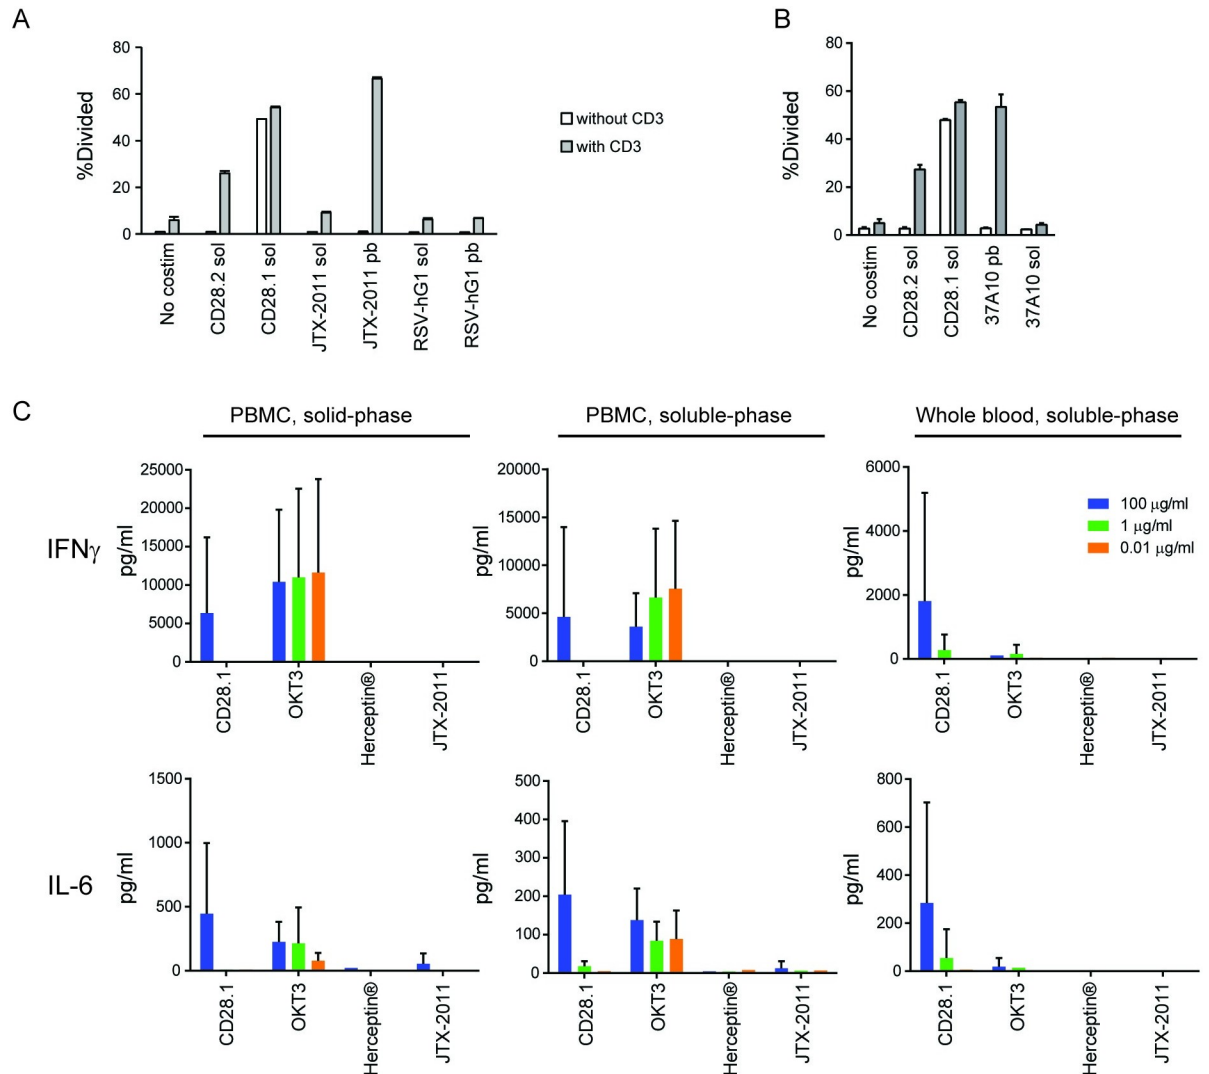 A
80
60
40
20
0
%Divided
No costim
CD28.2 sol
CD28.1 sol
JTX-2011 sol
JTX-2011 pb
RSV-hG1 sol
RSV-hG1 pb
without CD3
with CD3
B
80
60
40
20
0
%Divided
No costim
CD28.2 sol
CD28.1 sol
37A10 pb
37A10 sol
C
PBMC, solid-phase
PBMC, soluble-phase
Whole blood, soluble-phase
IFNγ
25000
20000
15000
10000
5000
0
pg/ml
CD28.1
OKT3
Herceptin®
JTX-2011
20000
15000
10000
5000
0
pg/ml
CD28.1
OKT3
Herceptin®
JTX-2011
6000
4000
2000
0
pg/ml
CD28.1
OKT3
Herceptin®
JTX-2011
100 μg/ml
1 μg/ml
0.01 μg/ml
IL-6
1500
1000
500
0
pg/ml
CD28.1
OKT3
Herceptin®
JTX-2011
500
400
300
200
100
0
pg/ml
CD28.1
OKT3
Herceptin®
JTX-2011
800
600
400
200
0
pg/ml
CD28.1
OKT3
Herceptin®
JTX-2011